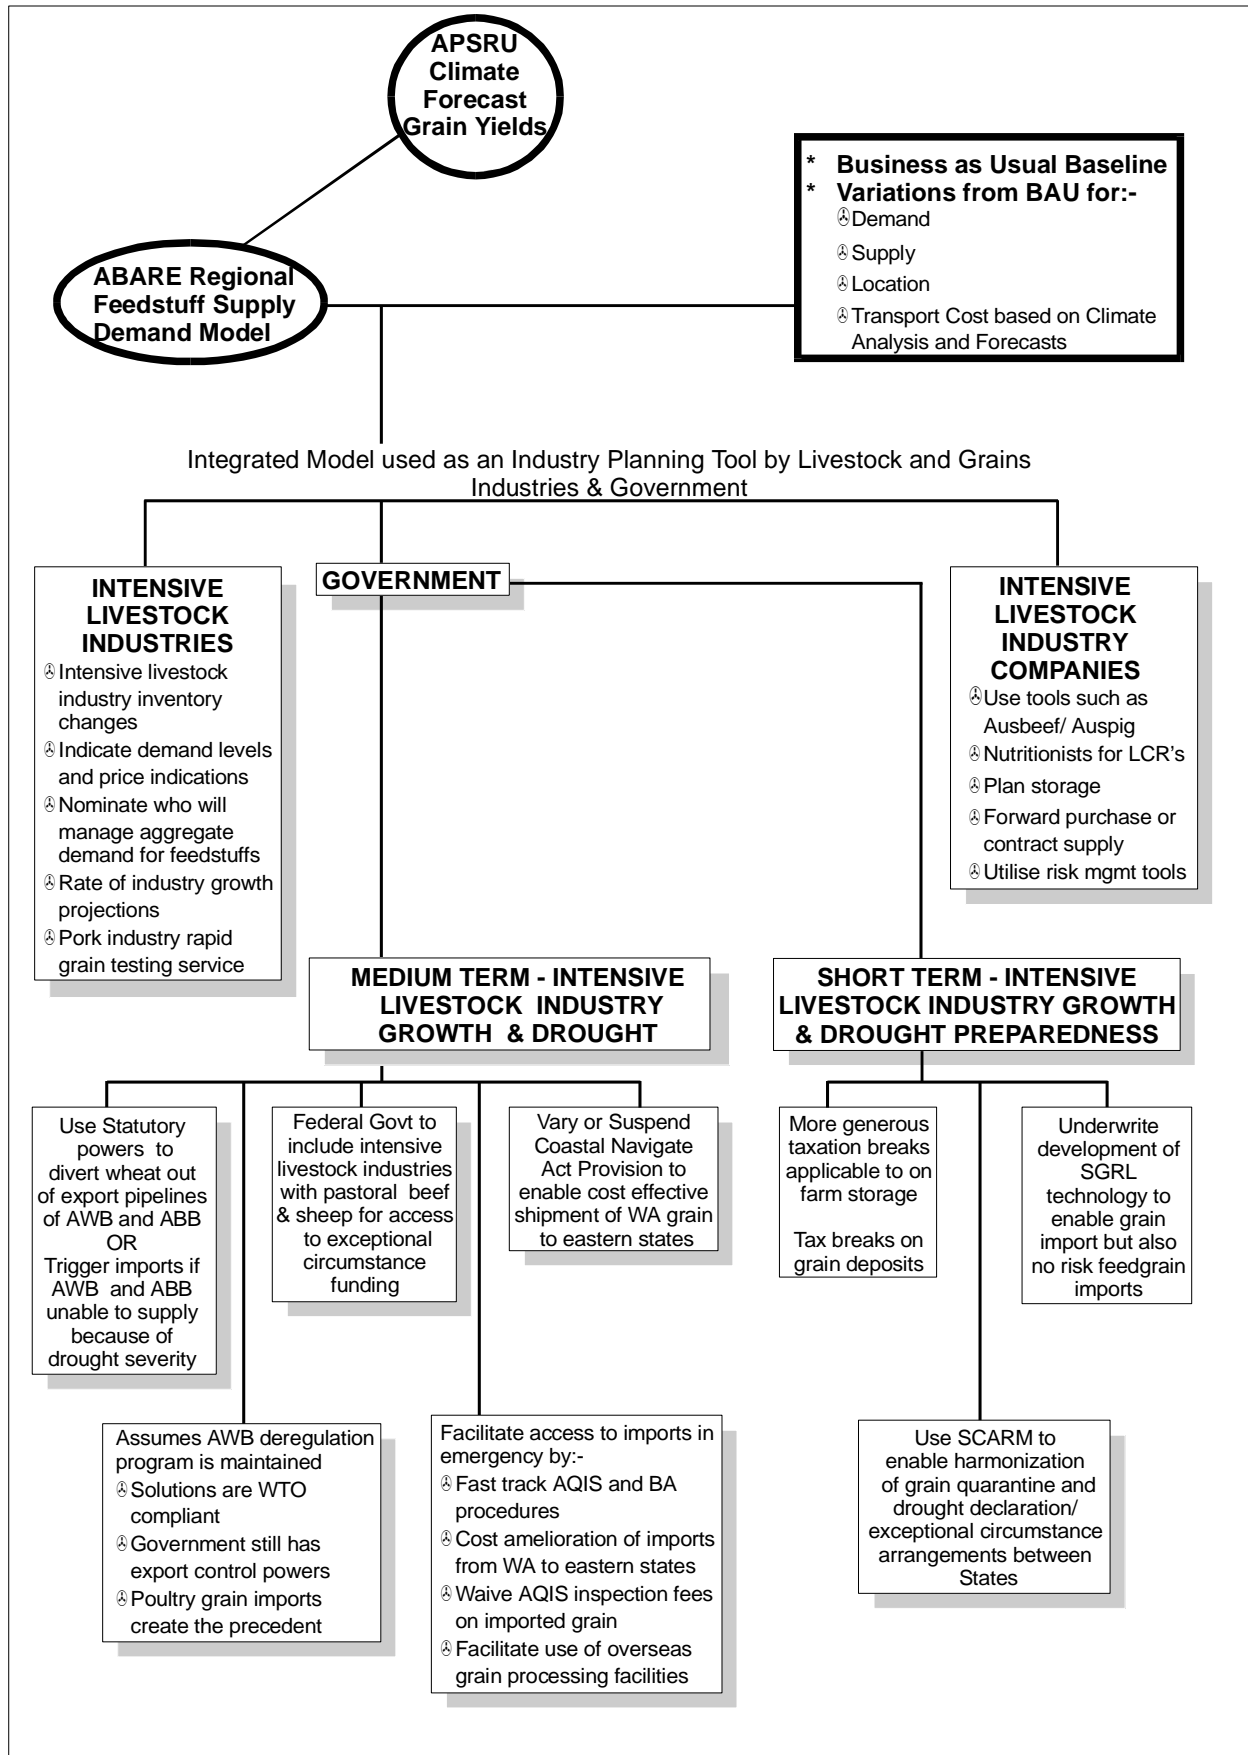 APSRU
Climate
Forecast
Grain Yields
* Business as Usual Baseline
* Variations from BAU for:-
Demand
Supply
Location
Transport Cost based on Climate
Analysis and Forecasts
ABARE Regional
Feedstuff Supply
Demand Model
Integrated Model used as an Industry Planning Tool by Livestock and Grains
Industries & Government
INTENSIVE
LIVESTOCK
INDUSTRIES
Intensive livestock
industry inventory
changes
Indicate demand levels
and price indications
Nominate who will
manage aggregate
demand for feedstuffs
Rate of industry growth
projections
Pork industry rapid
grain testing service
GOVERNMENT
INTENSIVE
LIVESTOCK
INDUSTRY
COMPANIES
Use tools such as
Ausbeef/ Auspig
Nutritionists for LCR's
Plan storage
Forward purchase or
contract supply
Utilise risk mgmt tools
MEDIUM TERM - INTENSIVE
LIVESTOCK INDUSTRY
GROWTH & DROUGHT
SHORT TERM - INTENSIVE
LIVESTOCK INDUSTRY GROWTH
& DROUGHT PREPAREDNESS
Use Statutory
powers to
divert wheat out
of export pipelines
of AWB and ABB
OR
Trigger imports if
AWB and ABB
unable to supply
because of
drought severity
Federal Govt to
include intensive
livestock industries
with pastoral beef
& sheep for access
to exceptional
circumstance
funding
Vary or Suspend
Coastal Navigate
Act Provision to
enable cost effective
shipment of WA grain
to eastern states
More generous
taxation breaks
applicable to on
farm storage
Tax breaks on
grain deposits
Underwrite
development of
SGRL
technology to
enable grain
import but also
no risk feedgrain
imports
Assumes AWB deregulation
program is maintained
Solutions are WTO
compliant
Government still has
export control powers
Poultry grain imports
create the precedent
Facilitate access to imports in
emergency by:-
Fast track AQIS and BA
procedures
Cost amelioration of imports
from WA to eastern states
Waive AQIS inspection fees
on imported grain
Facilitate use of overseas
grain processing facilities
Use SCARM to
enable harmonization
of grain quarantine and
drought declaration/
exceptional circumstance
arrangements between
States